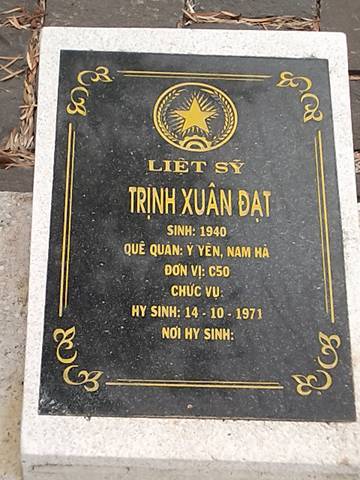 LIỆT SỸ
TRỊNH XUÂN ĐẠT
SINH: 1940
QUÊ QUÁN: Ý YÊN, NAM HÀ
ĐƠN VỊ: C50
CHỨC VỤ:
HY SINH: 14 - 10 - 1971
NƠI HY SINH: